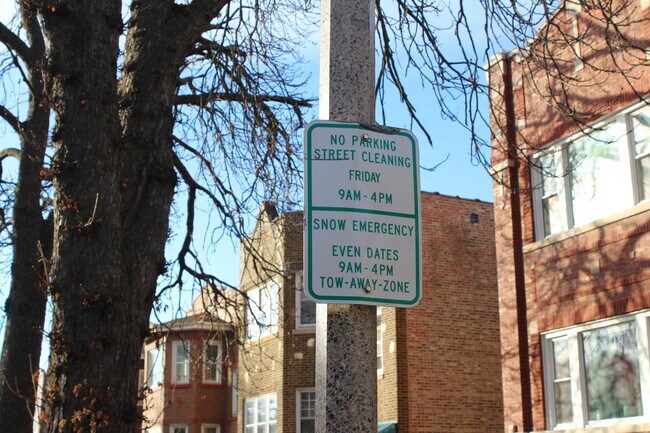 NO PARKING
STREET CLEANING
FRIDAY
9AM - 4PM
SNOW EMERGENCY
EVEN DATES
9AM - 4PM
TOW-AWAY-ZONE